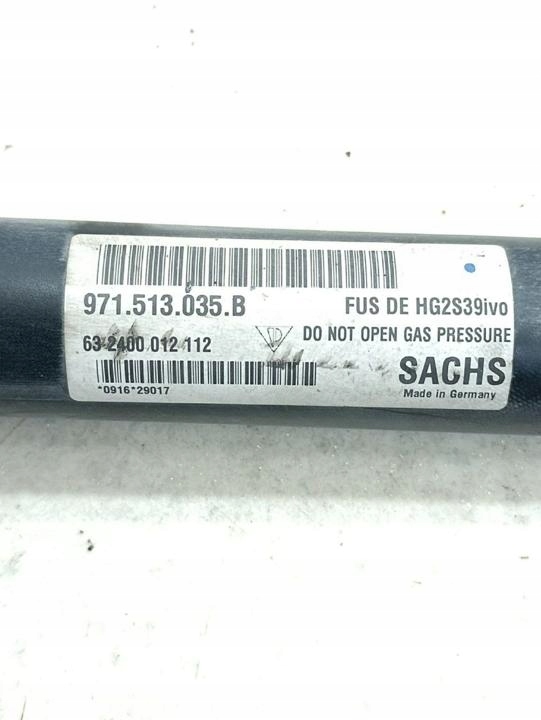 971.513.035.B
FUS DE HG2S39ivo
63 2400 012 112
DO NOT OPEN GAS PRESSURE
SACHS
Made in Germany
*0916*29017